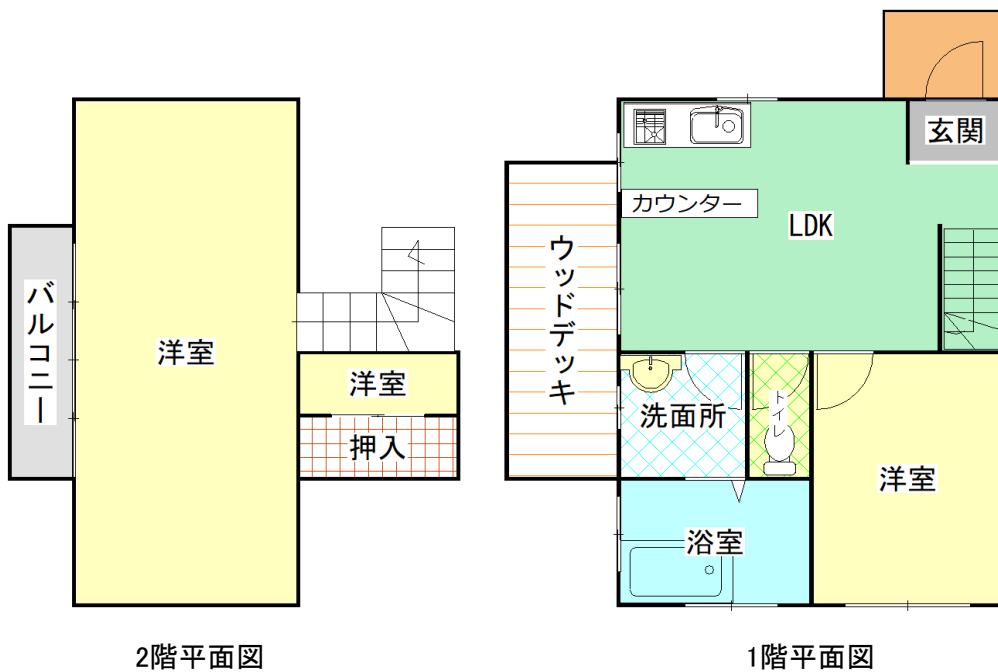 バルコニー
洋室
洋室
押入
2階平面図
玄関
カウンター
LDK
ウッドデッキ
洗面所
トイレ
洋室
浴室
1階平面図